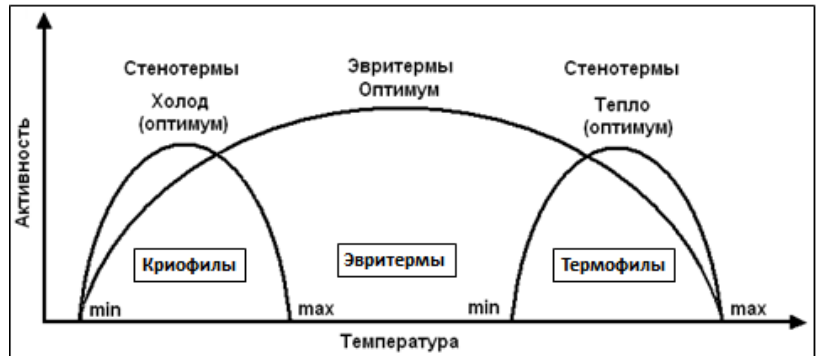 Стенотермы
Холод
(оптимум)
Эвритермы
Оптимум
Стенотермы
Тепло
(оптимум)
Активность
Криофилы
Эвритермы
Термофилы
min
max
min
max
Температура